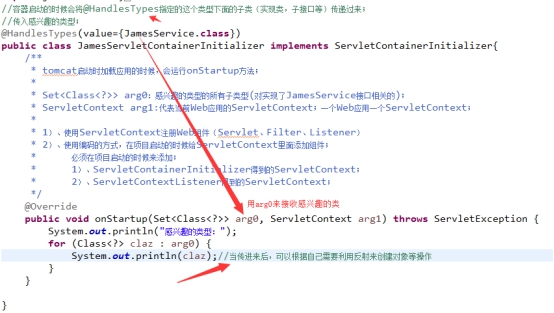 //容器启动的时候会将@HandlesTypes指定的这个类型下面的子类（实现类，子接口等）传递过来；
//传入感兴趣的类型；
@HandlesTypes(value={JamesService.class})
public class JamesServletContainerInitializer implements ServletContainerInitializer{
/**
* tomcat启动时加载应用的时候，会运行onStartup方法；
*
* Set<Class<?>> arg0：感兴趣的类型的所有子类型(对实现了JamesService接口相关的)；
* ServletContext arg1:代表当前Web应用的ServletContext；一个Web应用一个ServletContext；
*
* 1）、使用ServletContext注册Web组件（Servlet、Filter、Listener）
* 2）、使用编码的方式，在项目启动的时候给ServletContext里面添加组件；
* 必须在项目启动的时候来添加；
* 1）、ServletContainerInitializer得到的ServletContext；
* 2）、ServletContextListener得到的ServletContext；
*/
用arg0来接收感兴趣的类
@Override
public void onStartup(Set<Class<?>> arg0, ServletContext arg1) throws ServletException {
System.out.println("感兴趣的类型：");
for (Class<?> claz : arg0) {
System.out.println(claz);//当传进来后，可以根据自己需要利用反射来创建对象等操作
}
}
}